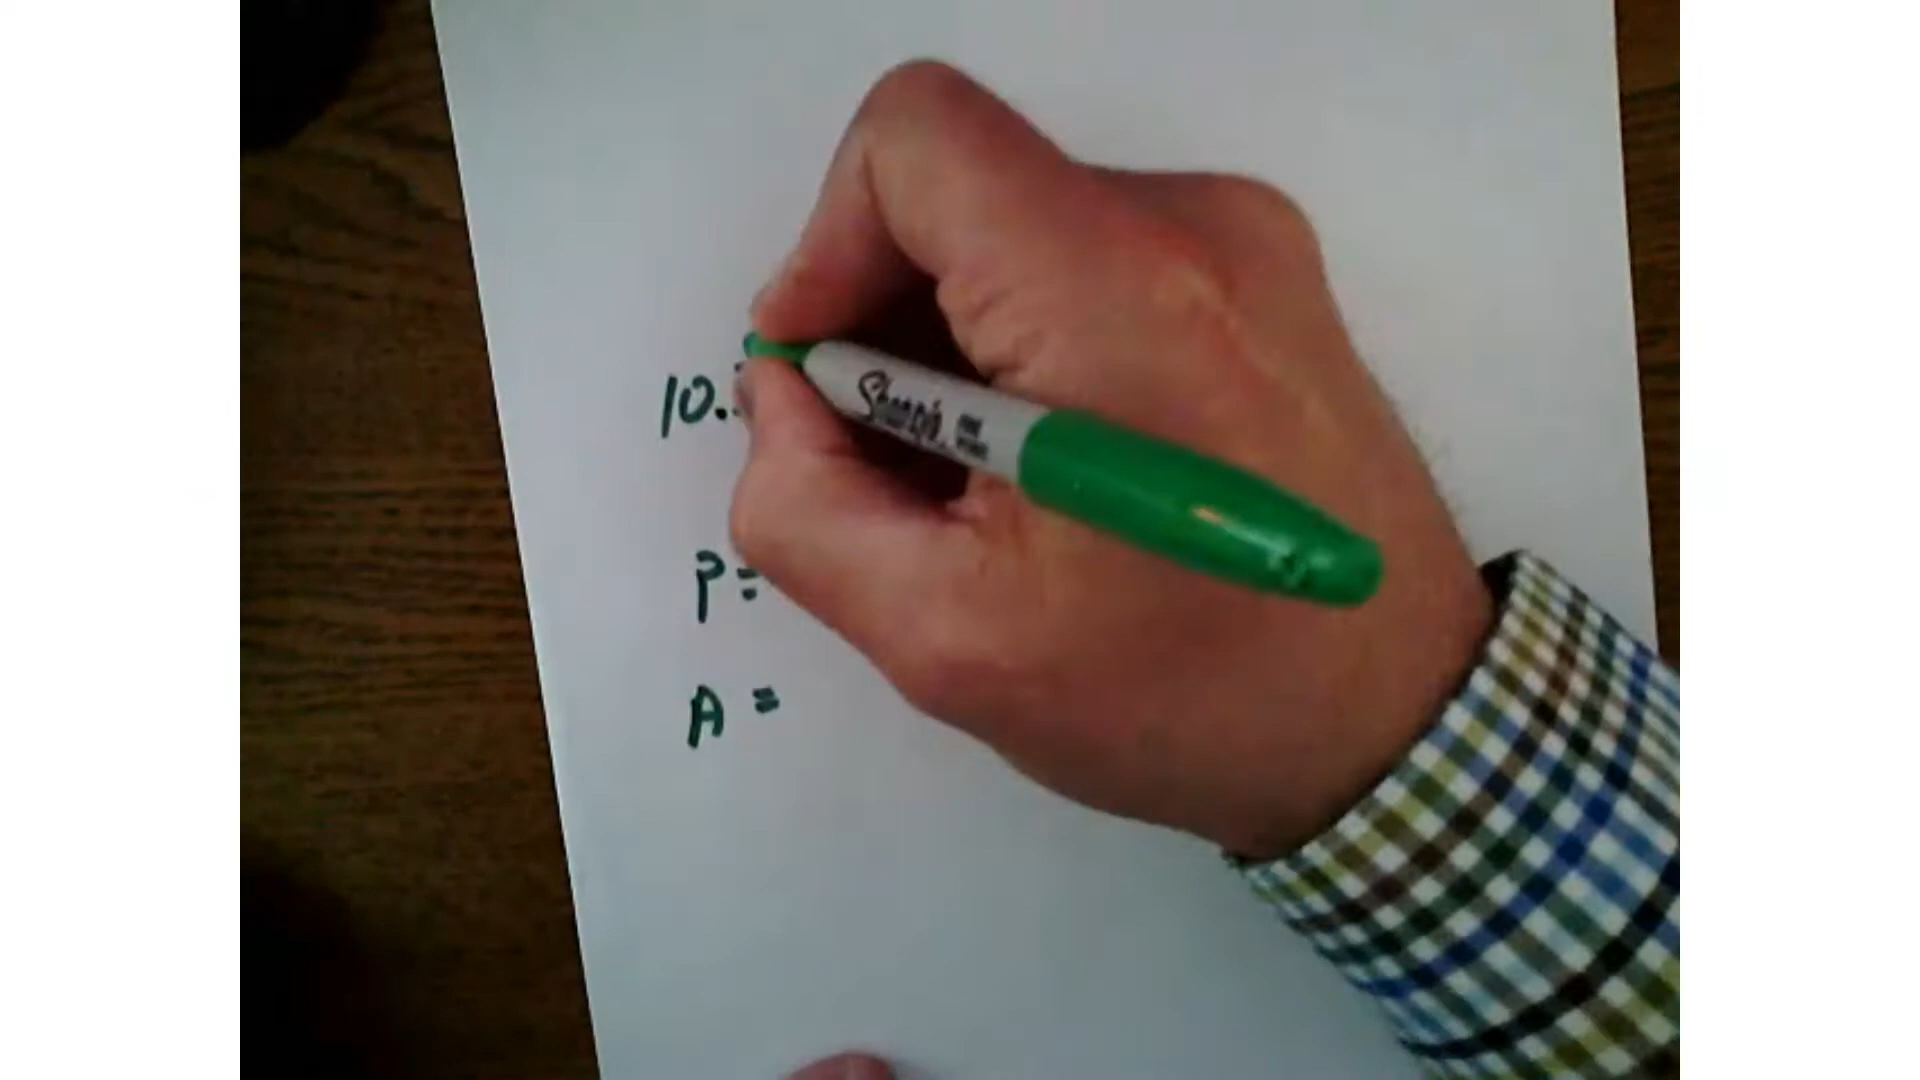 10.
P=
A =
Sharpie